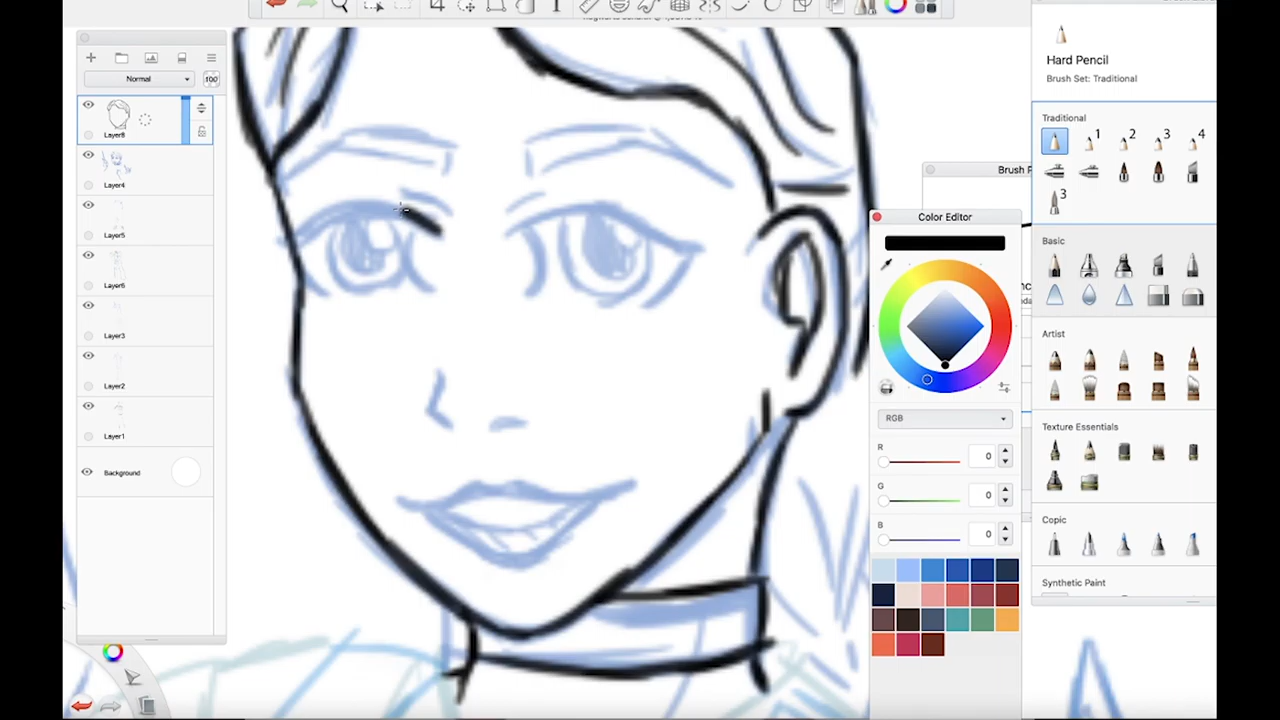 Normal
100
Layer8
Layer4
Layer5
Layer6
Layer3
Layer2
Layer1
Background
Brush P
Color Editor
RGB
R 0
G 0
B 0
Hard Pencil
Brush Set: Traditional
Traditional
1 2 3 4
3
Basic
Artist
Texture Essentials
Copic
Synthetic Paint